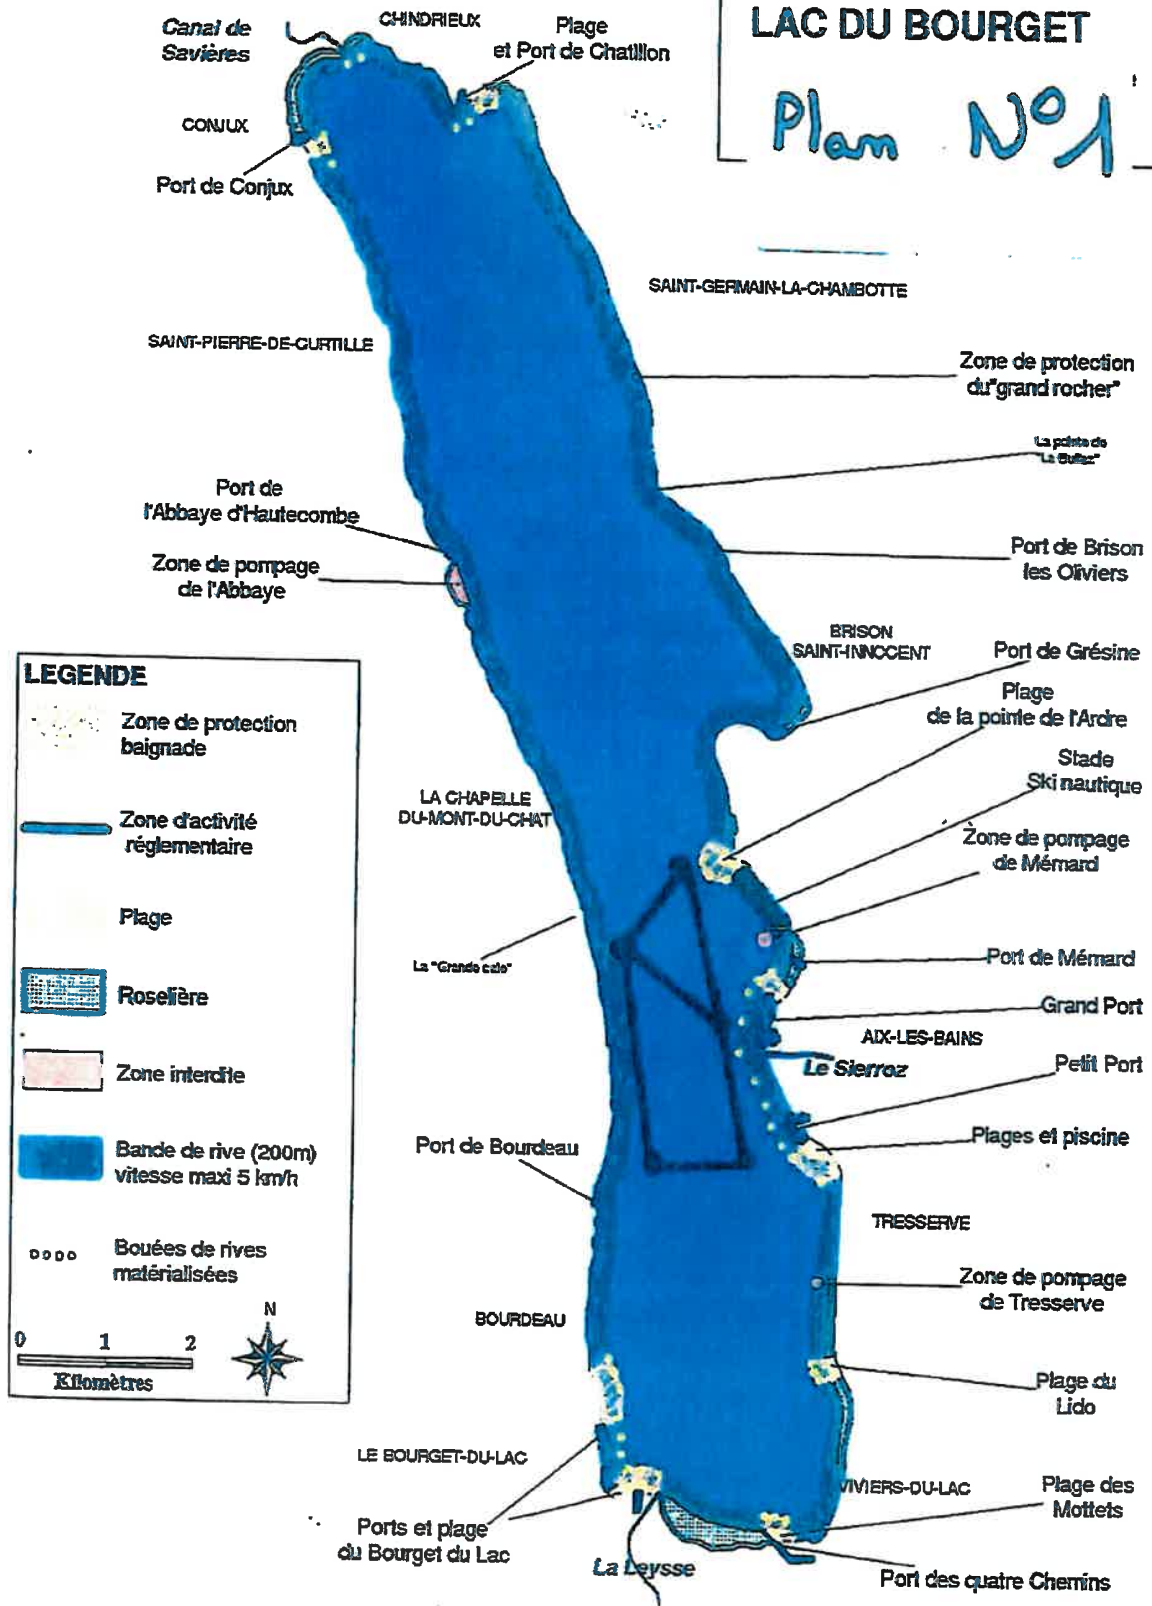 LAC DU BOURGET
Plan N°1
Canal de
Savières
CHINDRIEUX
Plage
et Port de Chatillon
CONJUX
Port de Conjux
SAINT-GERMAIN-LA-CHAMBOTTE
SAINT-PIERRE-DE-CURTILLE
Zone de protection
du"grand rocher"
La pointe de
Port de
l'Abbaye d'Hautecombe
Zone de pompage
de l'Abbaye
Port de Brison
les Oliviers
BRISON
SAINT-INNOCENT
Port de Grésine
Plage
de la pointe de l'Ardre
Stade
Ski nautique
Zone de pompage
de Mémard
LA CHAPELLE
DU-MONT-DU-CHAT
La "Grande cale"
Port de Mémard
Grand Port
AIX-LES-BAINS
Le Sierroz
Petit Port
Plages et piscine
Port de Bourdeau
TRESSERVE
Zone de pompage
de Tresserve
BOURDEAU
Plage du
Lido
LE BOURGET-DU-LAC
VIVIERS-DU-LAC
Plage des
Mottets
Ports et plage
du Bourget du Lac
La Leysse
Port des quatre Chemins
LEGENDE
Zone de protection
baignade
Zone d'activité
réglementaire
Plage
Roselière
Zone interdite
Bande de rive (200m)
vitesse maxi 5 km/h
Bouées de rives
matérialisées
N
0 1 2
Kilomètres